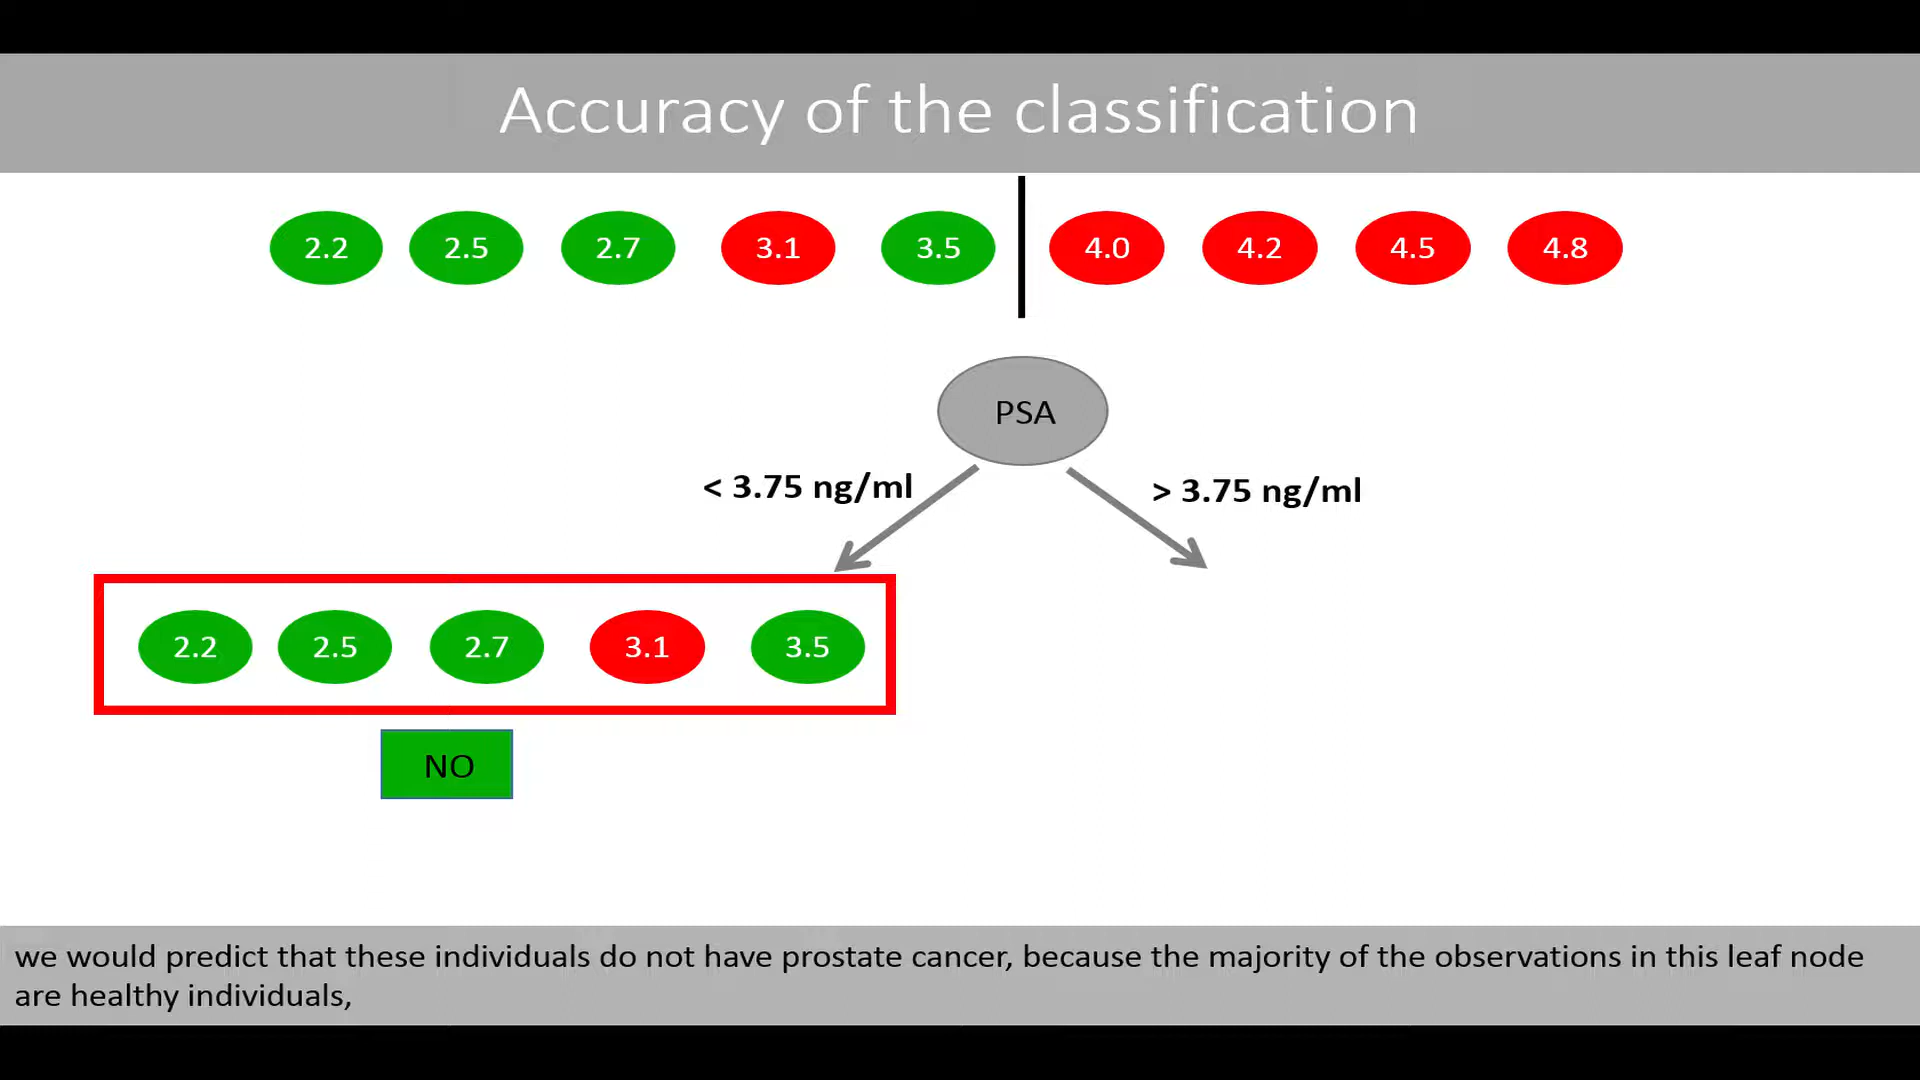 Accuracy of the classification
2.2 2.5 2.7 3.1 3.5 4.0 4.2 4.5 4.8
PSA
< 3.75 ng/ml > 3.75 ng/ml
2.2 2.5 2.7 3.1 3.5
NO
we would predict that these individuals do not have prostate cancer, because the majority of the observations in this leaf node
are healthy individuals,